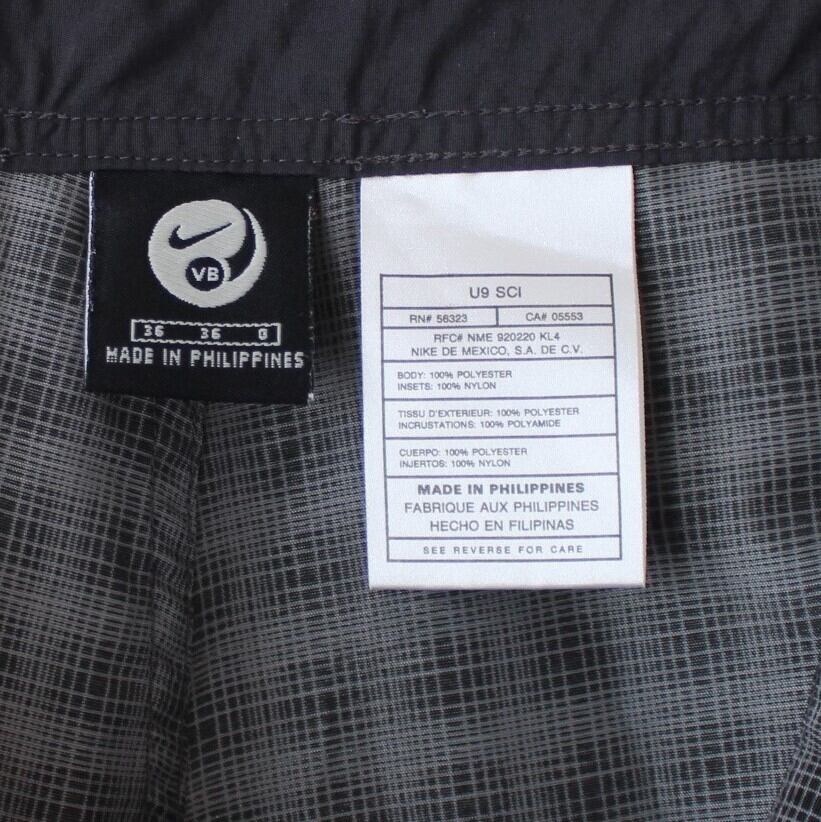 VB
36 36 G
MADE IN PHILIPPINES
U9 SCI
RN# 56323 CA# 05553
RFC# NME 920220 KL4
NIKE DE MEXICO, S.A. DE C.V.
BODY: 100% POLYESTER
INSETS: 100% NYLON
TISSU D'EXTERIEUR: 100% POLYESTER
INCRUSTATIONS: 100% POLYAMIDE
CUERPO: 100% POLYESTER
INJERTOS: 100% NYLON
MADE IN PHILIPPINES
FABRIQUE AUX PHILIPPINES
HECHO EN FILIPINAS
SEE REVERSE FOR CARE